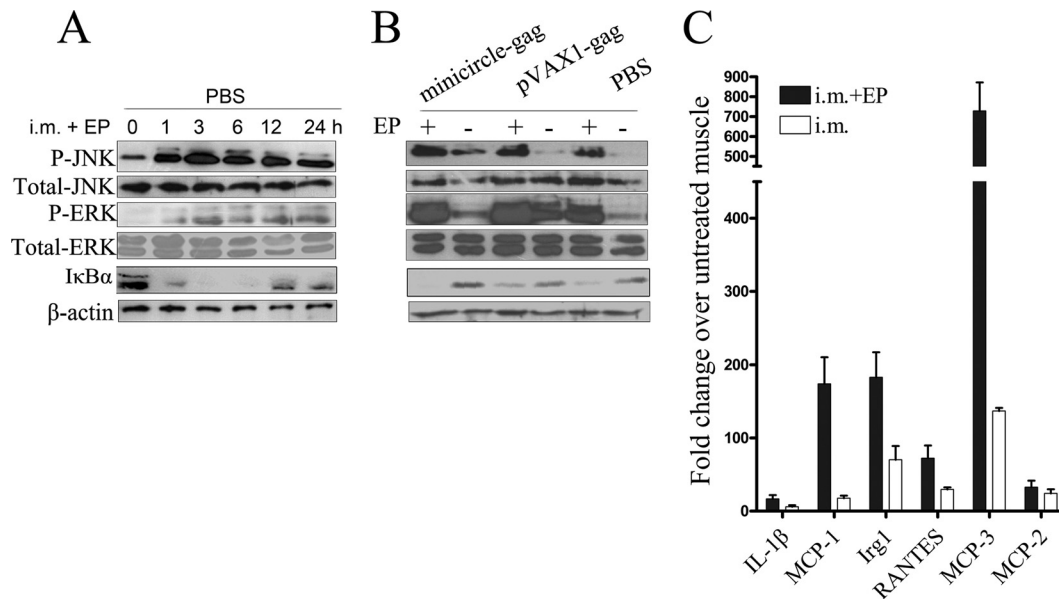 A
PBS
i.m. + EP 0 1 3 6 12 24 h
P-JNK
Total-JNK
P-ERK
Total-ERK
IκBα
β-actin
B
minicircle-gag
pVAX1-gag
PBS
EP + - + - + -
C
Fold change over untreated muscle
i.m.+EP
i.m.
900
800
700
600
500
400
300
200
100
0
IL-1β
MCP-1
Irg1
RANTES
MCP-3
MCP-2